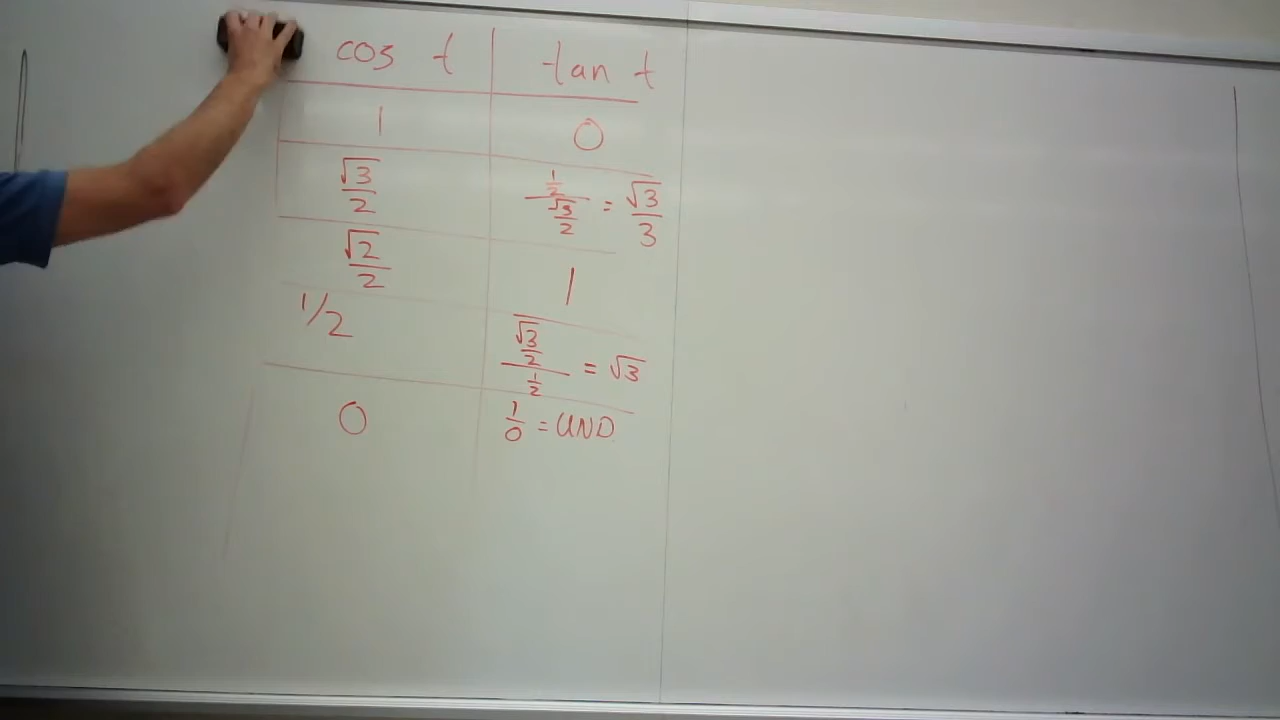 cos t tan t
1 0
√3/2 (1/2)/(√3/2) = √3/3
√2/2 1
1/2 (√3/2)/(1/2) = √3
0 1/0 = UND